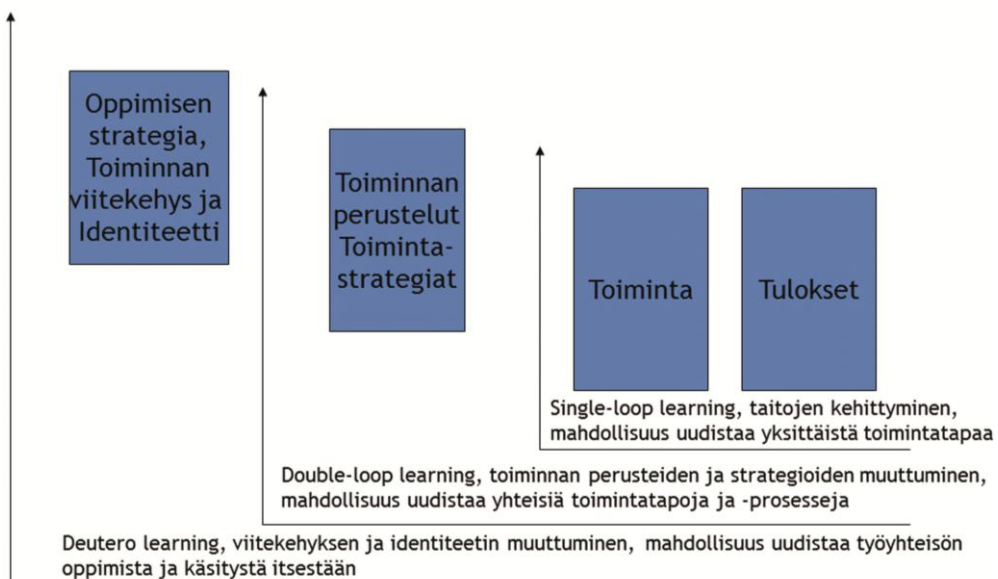 Oppimisen
strategia,
Toiminnan
viitekehys ja
Identiteetti
Toiminnan
perustelut
Toiminta-
strategiat
Toiminta
Tulokset
Single-loop learning, taitojen kehittyminen,
mahdollisuus uudistaa yksittäistä toimintatapaa
Double-loop learning, toiminnan perusteiden ja strategioiden muuttuminen,
mahdollisuus uudistaa yhteisiä toimintatapoja ja -prosesseja
Deutero learning, viitekehyksen ja identiteetin muuttuminen, mahdollisuus uudistaa työyhteisön
oppimista ja käsitystä itsestään